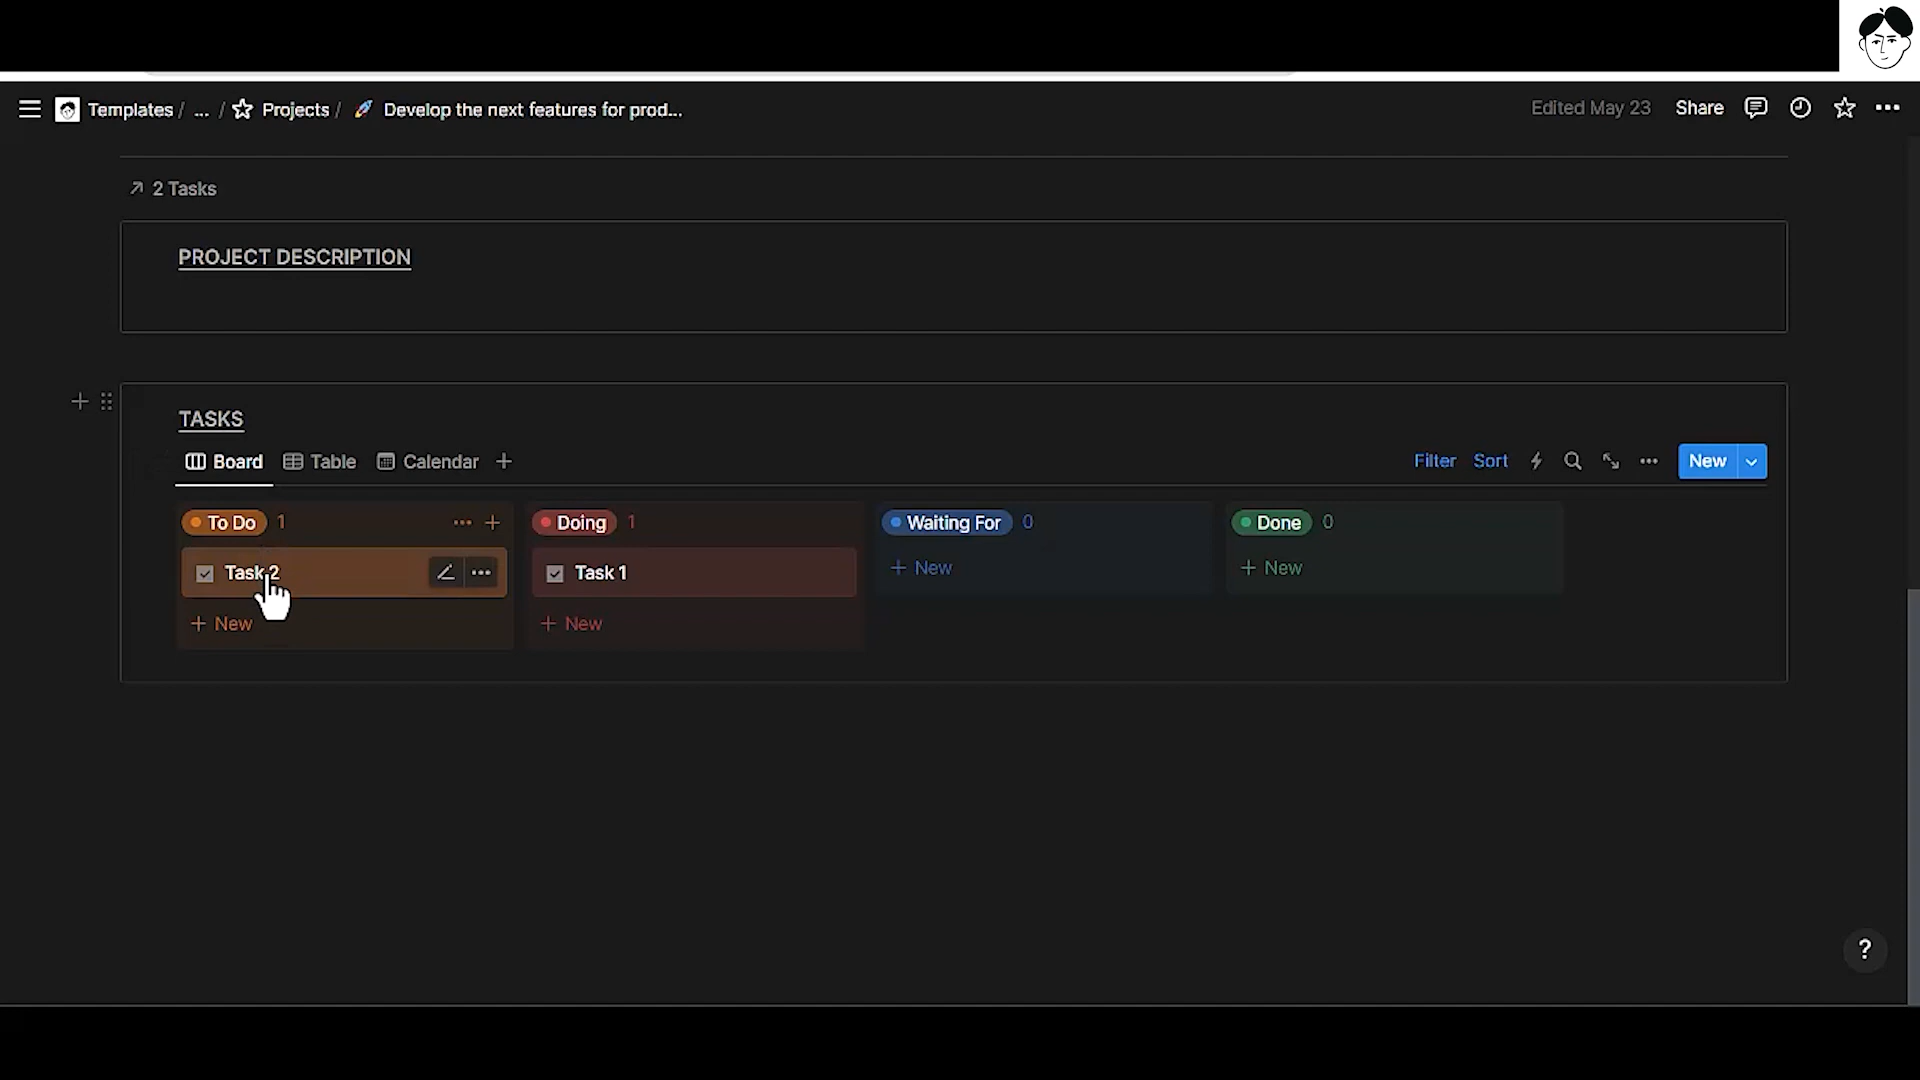 Templates / ... / Projects / Develop the next features for prod... Edited May 23 Share
2 Tasks
PROJECT DESCRIPTION
TASKS
Board Table Calendar Filter Sort New
To Do 1 Doing 1 Waiting For 0 Done 0
Task 2 Task 1 + New + New
+ New + New
?